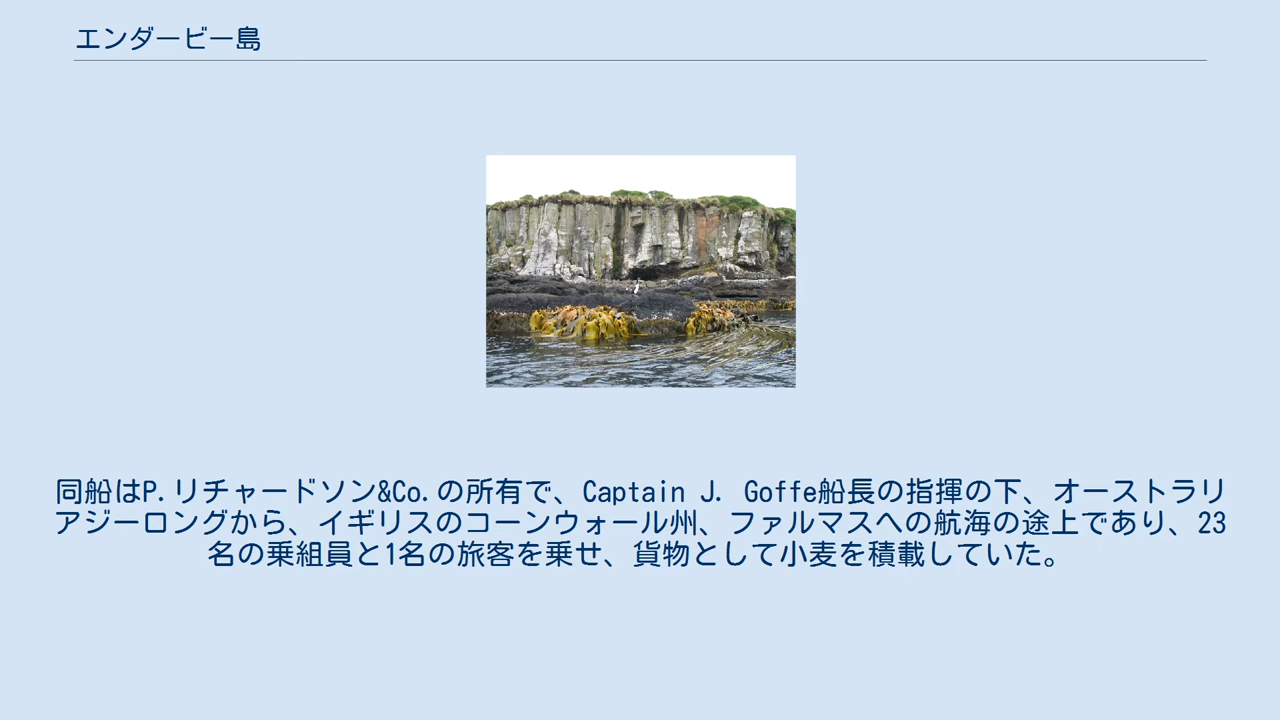 エンダービー島
同船はP.リチャードソン&Co.の所有で、Captain J. Goffe船長の指揮の下、オーストラリ
アジーロングから、イギリスのコーンウォール州、ファルマスへの航海の途上であり、23
名の乗組員と1名の旅客を乗せ、貨物として小麦を積載していた。